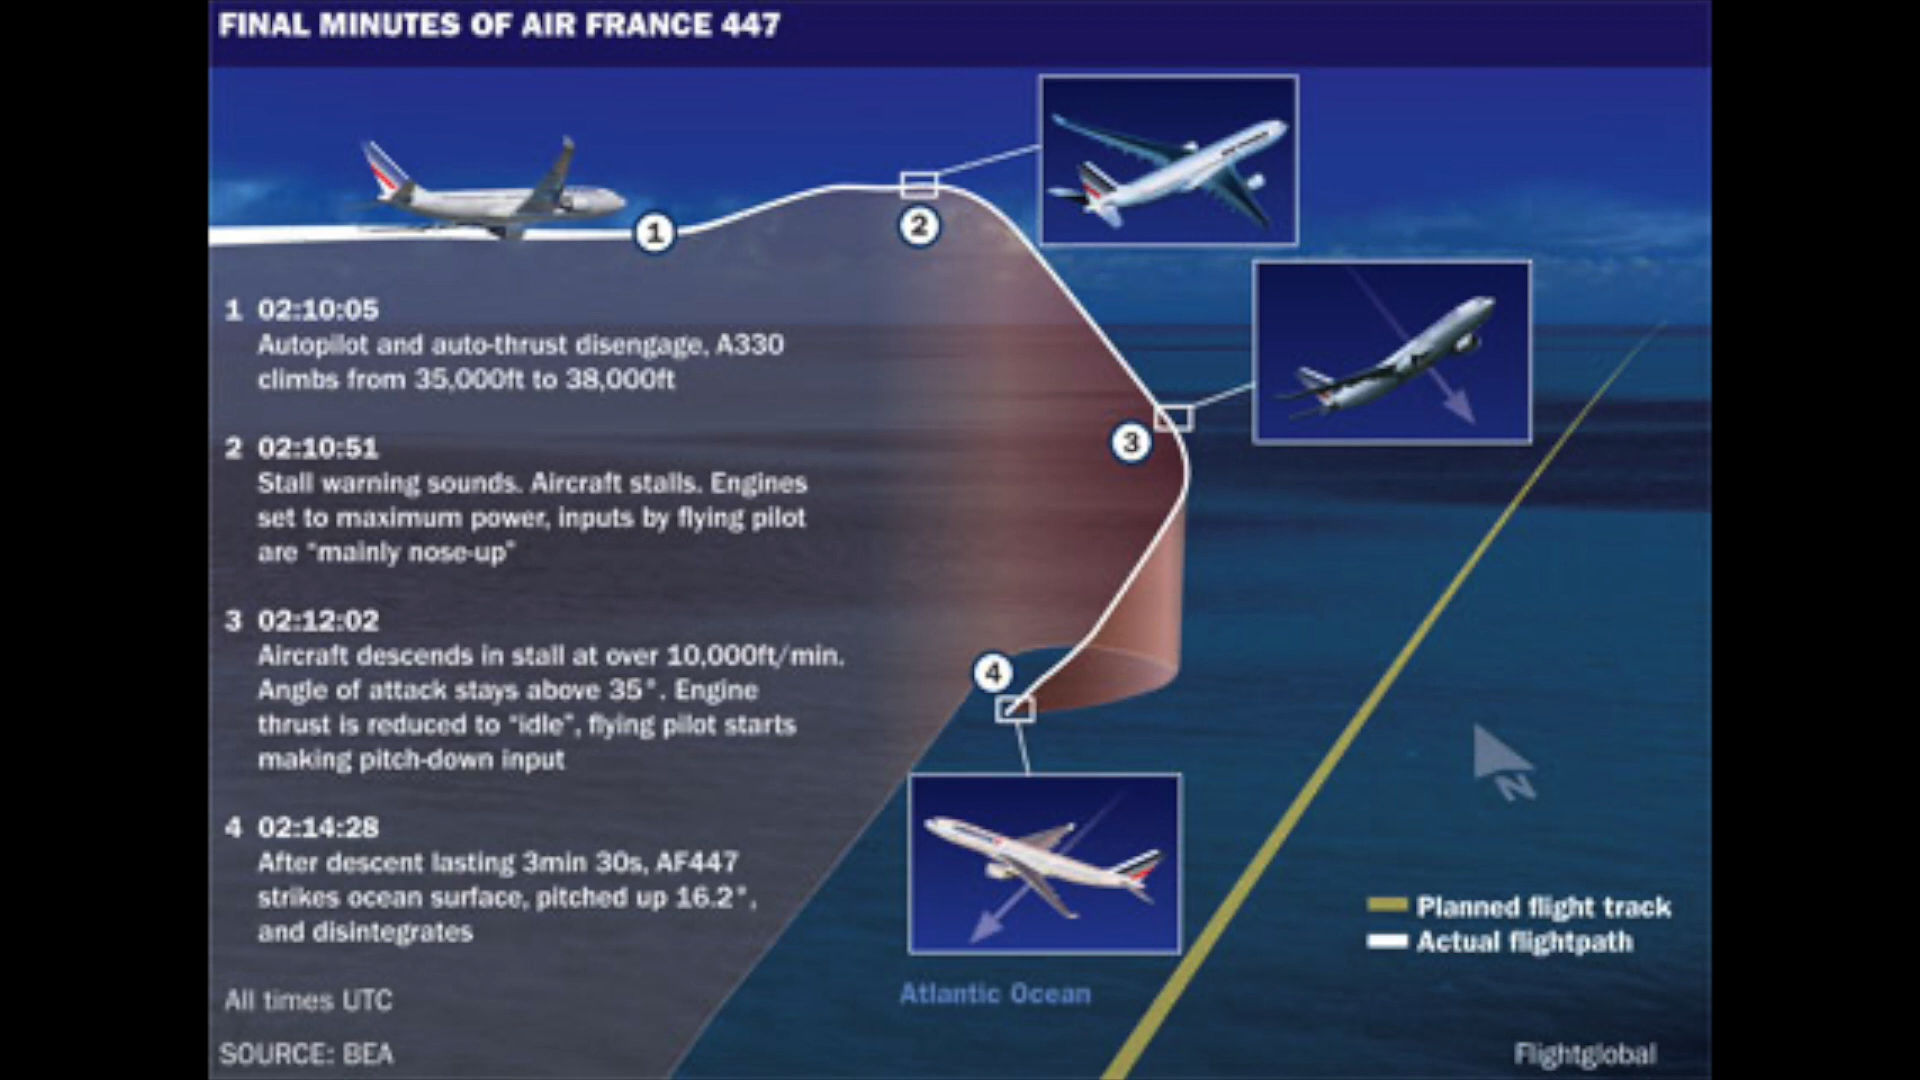 FINAL MINUTES OF AIR FRANCE 447
1
2
3
4
1 02:10:05
Autopilot and auto-thrust disengage, A330
climbs from 35,000ft to 38,000ft
2 02:10:51
Stall warning sounds. Aircraft stalls. Engines
set to maximum power, inputs by flying pilot
are "mainly nose-up"
3 02:12:02
Aircraft descends in stall at over 10,000ft/min.
Angle of attack stays above 35°. Engine
thrust is reduced to "idle", flying pilot starts
making pitch-down input
4 02:14:28
After descent lasting 3min 30s, AF447
strikes ocean surface, pitched up 16.2°,
and disintegrates
All times UTC
SOURCE: BEA
N
Planned flight track
Actual flightpath
Atlantic Ocean
Flightglobal